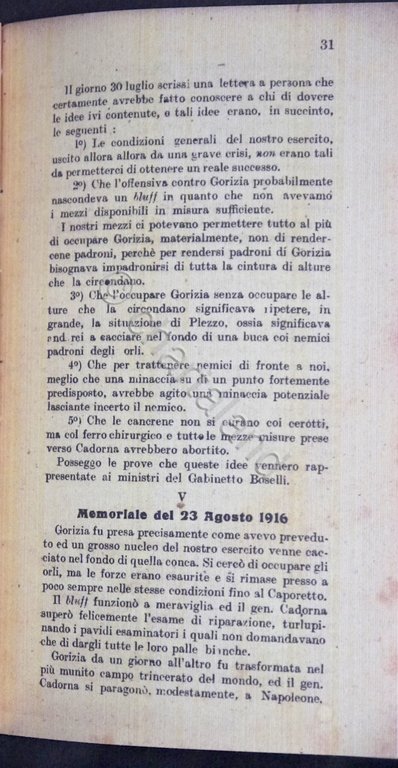 31
Il giorno 30 luglio scrissi una lettera a persona che
certamente avrebbe fatto conoscere a chi di dovere
le idee ivi contenute, e tali idee erano, in succinto,
le seguenti :
1º) Le condizioni generali del nostro esercito,
uscito allora allora da una grave crisi, non erano tali
da permetterci di ottenere un reale successo.
2º) Che l'offensiva contro Gorizia probabilmente
nascondeva un bluff in quanto che non avevamo
i mezzi disponibili in misura sufficiente.
I nostri mezzi ci potevano permettere tutto al più
di occupare Gorizia, materialmente, non di render-
cene padroni, perchè per rendersi padroni di Gorizia
bisognava impadronirsi di tutta la cintura di alture
che la circondano.
3º) Che l'occupare Gorizia senza occupare le al-
ture che la circondano significava ripetere, in
grande, la situazione di Plezzo, ossia significava
andarci a cacciare nel fondo di una buca coi nemici
padroni degli orli.
4º) Che per trattenere nemici di fronte a noi,
meglio che una minaccia su di un punto fortemente
predisposto, avrebbe agito una minaccia potenziale
lasciante incerto il nemico.
5º) Che le cancrene non si curano coi cerotti,
ma col ferro chirurgico e tutte le mezze misure prese
verso Cadorna avrebbero abortito.
Posseggo le prove che queste idee vennero rap-
presentate ai ministri del Gabinetto Boselli.
V
Memoriale del 23 Agosto 1916
Gorizia fu presa precisamente come avevo prevedu-
to ed un grosso nucleo del nostro esercito venne cac-
ciato nel fondo di quella conca. Si cercò di occupare gli
orli, ma le forze erano esaurite e si rimase presso a
poco sempre nelle stesse condizioni fino al Caporetto.
Il bluff funzionò a meraviglia ed il gen. Cadorna
superò felicemente l'esame di riparazione, turlupi-
nando i pavidi esaminatori i quali non domandavano
che di dargli tutte le loro palle bianche.
Gorizia da un giorno all'altro fu trasformata nel
più munito campo trincerato del mondo, ed il gen.
Cadorna si paragonò, modestamente, a Napoleone,